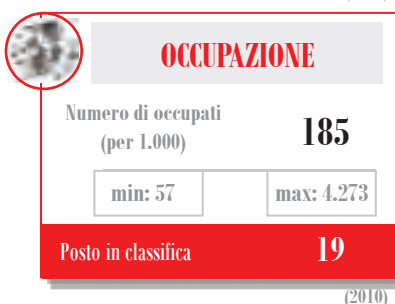 OCCUPAZIONE
Numero di occupati
(per 1.000)
185
min: 57
max: 4.273
Posto in classifica
19
(2010)